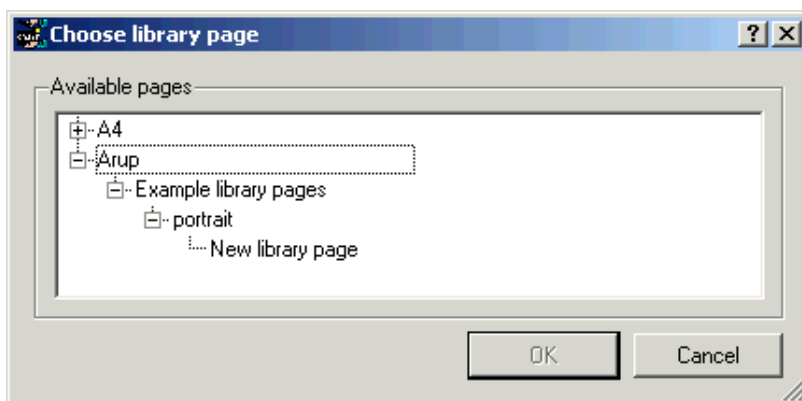 Choose library page
Available pages
A4
Arup
Example library pages
portrait
New library page
OK
Cancel